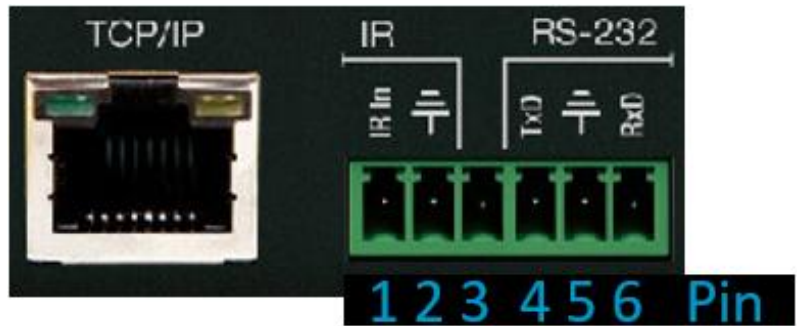 TCP/IP
IR
RS-232
IR In
TxD
RxD
1 2 3 4 5 6 Pin